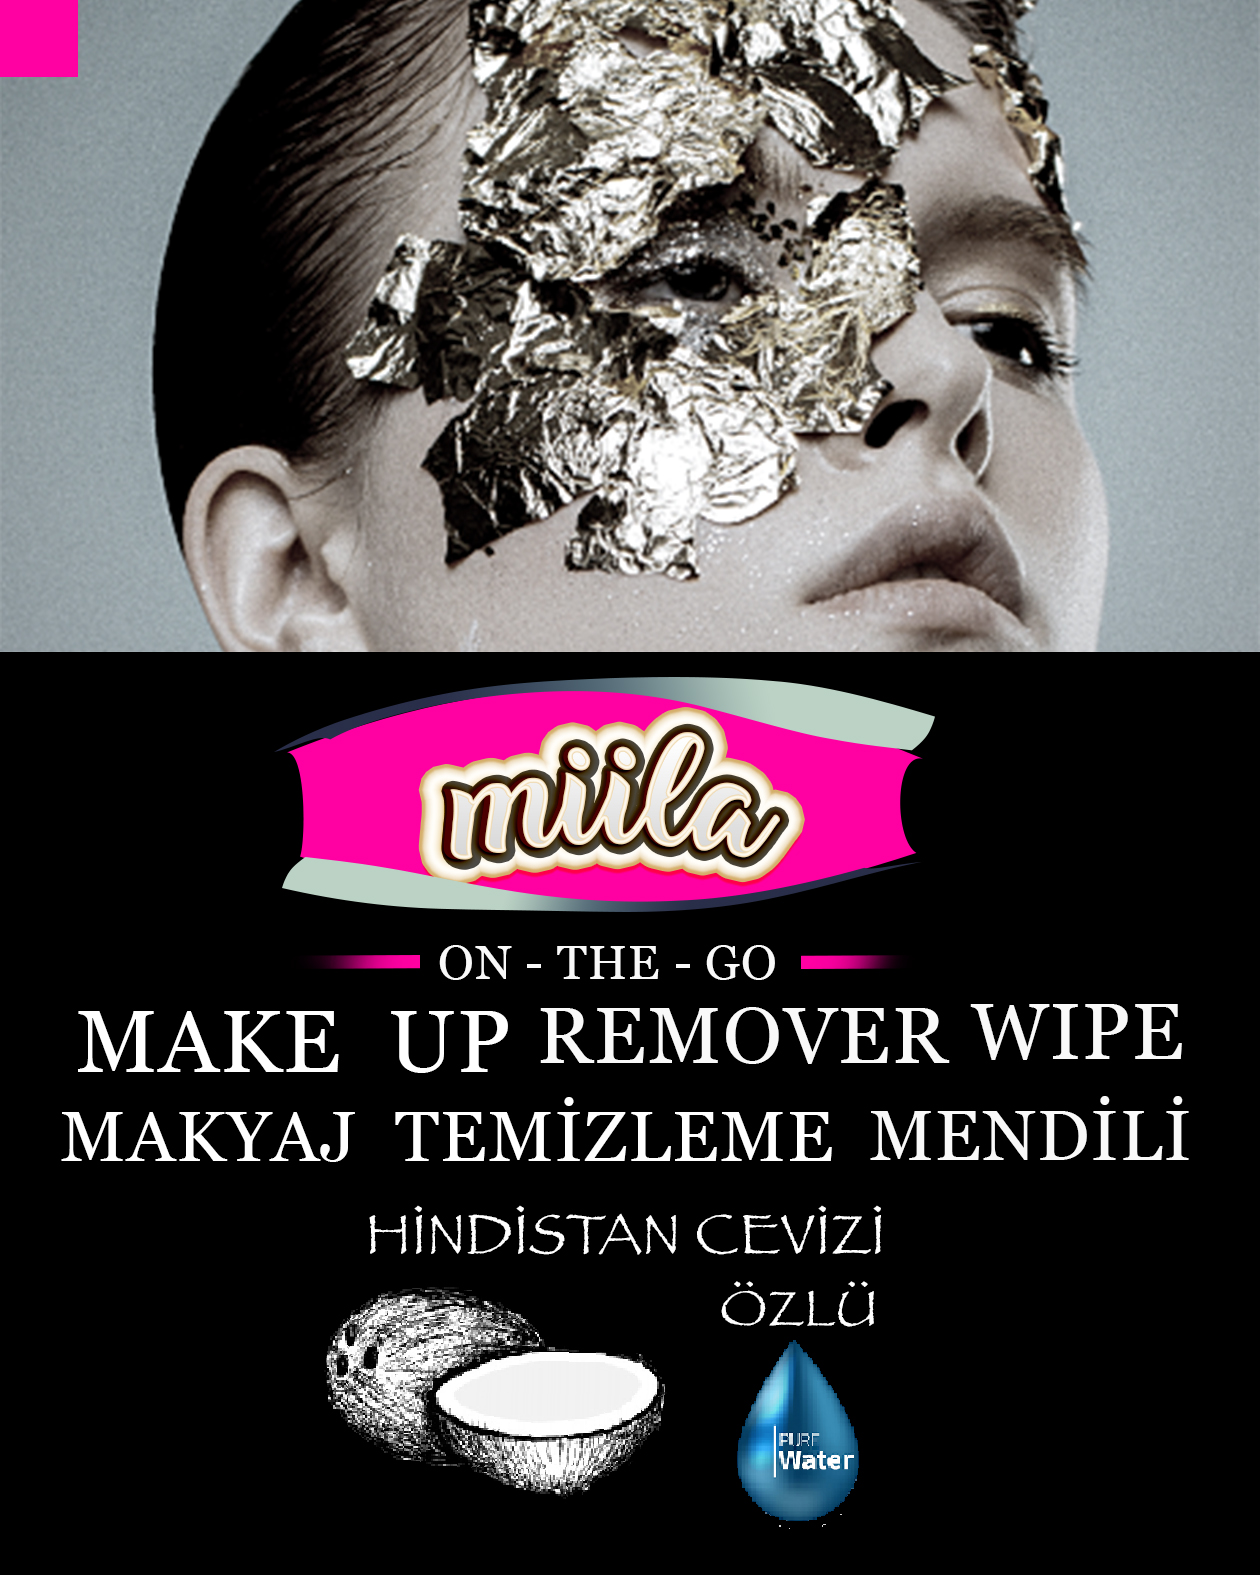 miila
ON - THE - GO
MAKE UP REMOVER WIPE
MAKYAJ TEMİZLEME MENDİLİ
HİNDİSTAN CEVİZİ
ÖZLÜ
PURE
Water